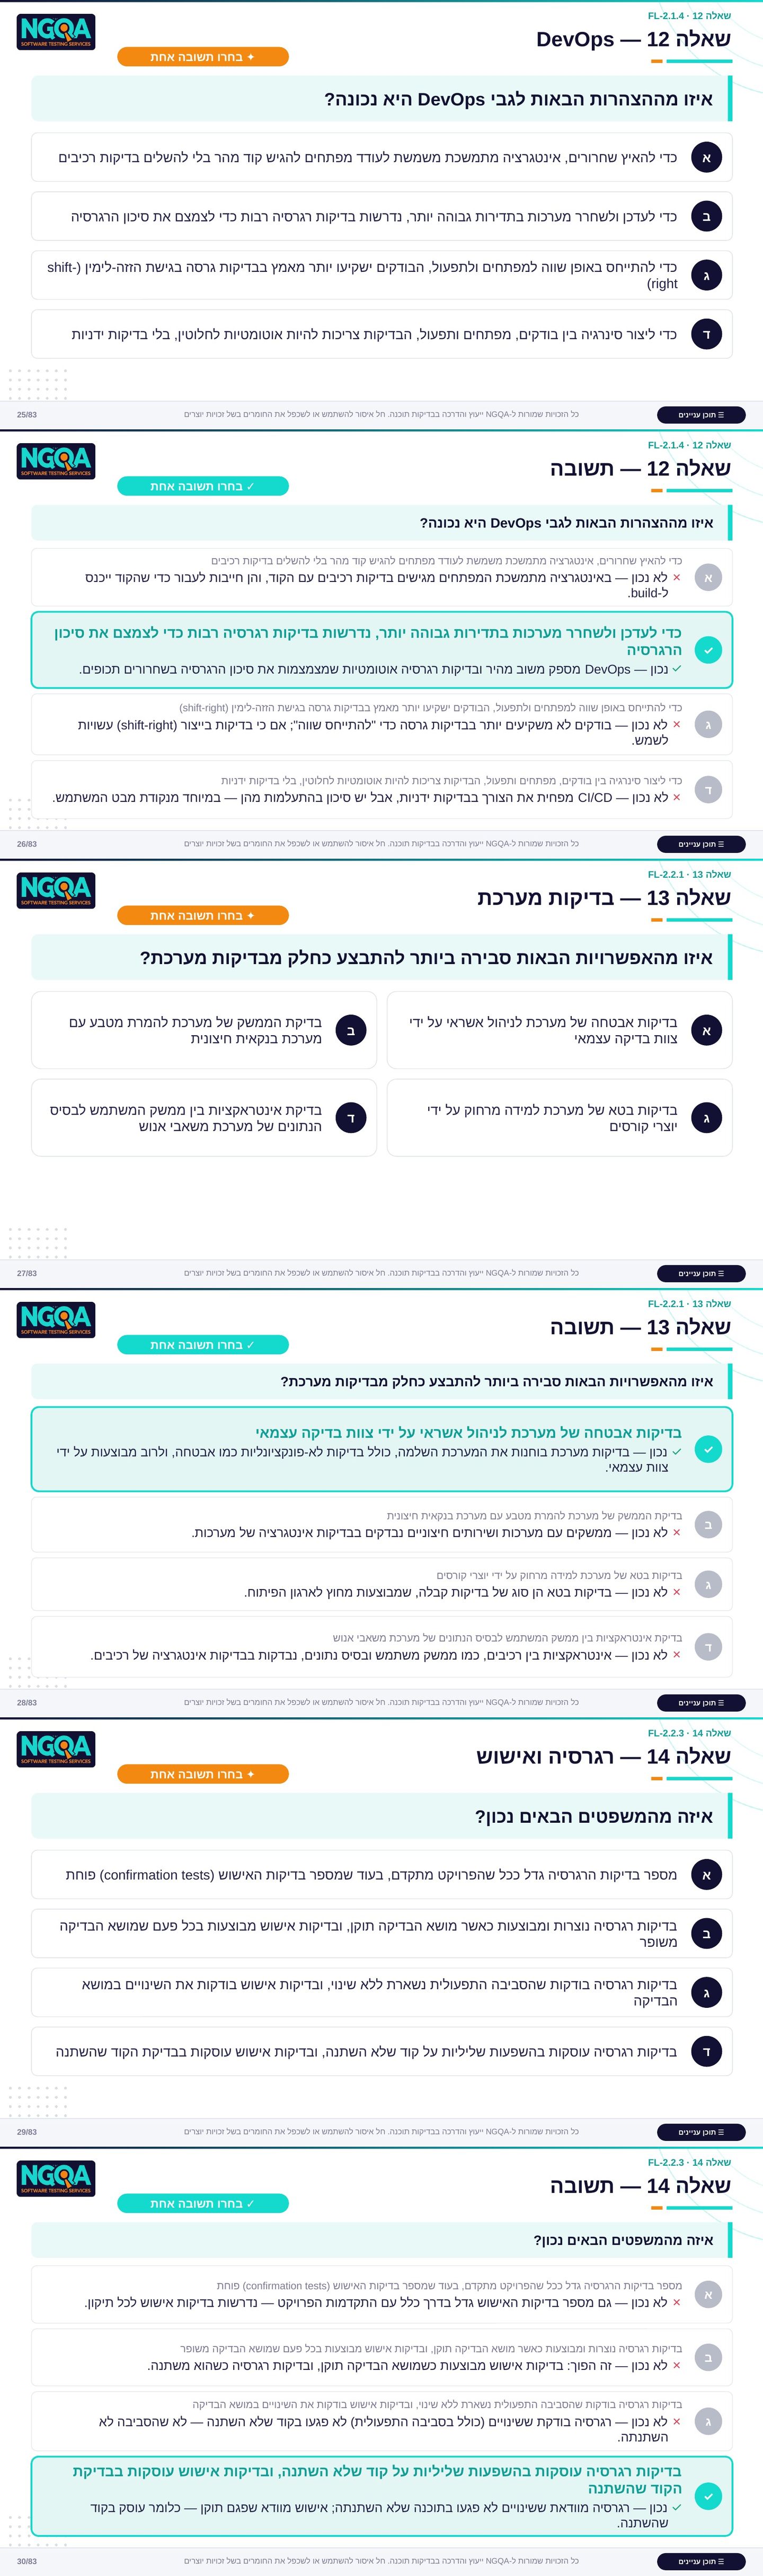 שאלה 12 · FL-2.1.4
NGQA
SOFTWARE TESTING SERVICES
שאלה 12 — DevOps
✦ בחרו תשובה אחת
איזו מההצהרות הבאות לגבי DevOps היא נכונה?
א
כדי להאיץ שחרורים, אינטגרציה מתמשכת משמשת לעודד מפתחים להגיש קוד מהר בלי להשלים בדיקות רכיבים
ב
כדי לעדכן ולשחרר מערכות בתדירות גבוהה יותר, נדרשות בדיקות רגרסיה רבות כדי לצמצם את סיכון הרגרסיה
ג
כדי להתייחס באופן שווה למפתחים ולתפעול, הבודקים ישקיעו יותר מאמץ בבדיקות גרסה בגישת הזזה-לימין (shift-
right)
ד
כדי ליצור סינרגיה בין בודקים, מפתחים ותפעול, הבדיקות צריכות להיות אוטומטיות לחלוטין, בלי בדיקות ידניות
☰ תוכן עניינים
כל הזכויות שמורות ל-NGQA ייעוץ והדרכה בבדיקות תוכנה. חל איסור להשתמש או לשכפל את החומרים בשל זכויות יוצרים
25/83
שאלה 12 · FL-2.1.4
NGQA
SOFTWARE TESTING SERVICES
שאלה 12 — תשובה
✓ בחרו תשובה אחת
איזו מההצהרות הבאות לגבי DevOps היא נכונה?
א
כדי להאיץ שחרורים, אינטגרציה מתמשכת משמשת לעודד מפתחים להגיש קוד מהר בלי להשלים בדיקות רכיבים
✕ לא נכון — באינטגרציה מתמשכת המפתחים מגישים בדיקות רכיבים עם הקוד, והן חייבות לעבור כדי שהקוד ייכנס
ל-build.
✓
כדי לעדכן ולשחרר מערכות בתדירות גבוהה יותר, נדרשות בדיקות רגרסיה רבות כדי לצמצם את סיכון
הרגרסיה
✓ נכון — DevOps מספק משוב מהיר ובדיקות רגרסיה אוטומטיות שמצמצמות את סיכון הרגרסיה בשחרורים תכופים.
ג
כדי להתייחס באופן שווה למפתחים ולתפעול, הבודקים ישקיעו יותר מאמץ בבדיקות גרסה בגישת הזזה-לימין (shift-right)
✕ לא נכון — בודקים לא משקיעים יותר בבדיקות גרסה כדי "להתייחס שווה"; אם כי בדיקות בייצור (shift-right) עשויות
לשמש.
ד
כדי ליצור סינרגיה בין בודקים, מפתחים ותפעול, הבדיקות צריכות להיות אוטומטיות לחלוטין, בלי בדיקות ידניות
✕ לא נכון — CI/CD מפחית את הצורך בבדיקות ידניות, אבל יש סיכון בהתעלמות מהן — במיוחד מנקודת מבט המשתמש.
☰ תוכן עניינים
כל הזכויות שמורות ל-NGQA ייעוץ והדרכה בבדיקות תוכנה. חל איסור להשתמש או לשכפל את החומרים בשל זכויות יוצרים
26/83
שאלה 13 · FL-2.2.1
NGQA
SOFTWARE TESTING SERVICES
שאלה 13 — בדיקות מערכת
✦ בחרו תשובה אחת
איזו מהאפשרויות הבאות סבירה ביותר להתבצע כחלק מבדיקות מערכת?
א
בדיקות אבטחה של מערכת לניהול אשראי על ידי
צוות בדיקה עצמאי
ב
בדיקת הממשק של מערכת להמרת מטבע עם
מערכת בנקאית חיצונית
ג
בדיקות בטא של מערכת למידה מרחוק על ידי
יוצרי קורסים
ד
בדיקת אינטראקציות בין ממשק המשתמש לבסיס
הנתונים של מערכת משאבי אנוש
☰ תוכן עניינים
כל הזכויות שמורות ל-NGQA ייעוץ והדרכה בבדיקות תוכנה. חל איסור להשתמש או לשכפל את החומרים בשל זכויות יוצרים
27/83
שאלה 13 · FL-2.2.1
NGQA
SOFTWARE TESTING SERVICES
שאלה 13 — תשובה
✓ בחרו תשובה אחת
איזו מהאפשרויות הבאות סבירה ביותר להתבצע כחלק מבדיקות מערכת?
✓
בדיקות אבטחה של מערכת לניהול אשראי על ידי צוות בדיקה עצמאי
✓ נכון — בדיקות מערכת בוחנות את המערכת השלמה, כולל בדיקות לא-פונקציונליות כמו אבטחה, ולרוב מבוצעות על ידי
צוות עצמאי.
ב
בדיקת הממשק של מערכת להמרת מטבע עם מערכת בנקאית חיצונית
✕ לא נכון — ממשקים עם מערכות ושירותים חיצוניים נבדקים בבדיקות אינטגרציה של מערכות.
ג
בדיקות בטא של מערכת למידה מרחוק על ידי יוצרי קורסים
✕ לא נכון — בדיקות בטא הן סוג של בדיקות קבלה, שמבוצעות מחוץ לארגון הפיתוח.
ד
בדיקת אינטראקציות בין ממשק המשתמש לבסיס הנתונים של מערכת משאבי אנוש
✕ לא נכון — אינטראקציות בין רכיבים, כמו ממשק משתמש ובסיס נתונים, נבדקות בבדיקות אינטגרציה של רכיבים.
☰ תוכן עניינים
כל הזכויות שמורות ל-NGQA ייעוץ והדרכה בבדיקות תוכנה. חל איסור להשתמש או לשכפל את החומרים בשל זכויות יוצרים
28/83
שאלה 14 · FL-2.2.3
NGQA
SOFTWARE TESTING SERVICES
שאלה 14 — רגרסיה ואישוש
✦ בחרו תשובה אחת
איזה מהמשפטים הבאים נכון?
א
מספר בדיקות הרגרסיה גדל ככל שהפרויקט מתקדם, בעוד שמספר בדיקות האישוש (confirmation tests) פוחת
ב
בדיקות רגרסיה נוצרות ומבוצעות כאשר מושא הבדיקה תוקן, ובדיקות אישוש מבוצעות בכל פעם שמושא הבדיקה
משופר
ג
בדיקות רגרסיה בודקות שהסביבה התפעולית נשארת ללא שינוי, ובדיקות אישוש בודקות את השינויים במושא
הבדיקה
ד
בדיקות רגרסיה עוסקות בהשפעות שליליות על קוד שלא השתנה, ובדיקות אישוש עוסקות בבדיקת הקוד שהשתנה
☰ תוכן עניינים
כל הזכויות שמורות ל-NGQA ייעוץ והדרכה בבדיקות תוכנה. חל איסור להשתמש או לשכפל את החומרים בשל זכויות יוצרים
29/83
שאלה 14 · FL-2.2.3
NGQA
SOFTWARE TESTING SERVICES
שאלה 14 — תשובה
✓ בחרו תשובה אחת
איזה מהמשפטים הבאים נכון?
א
מספר בדיקות הרגרסיה גדל ככל שהפרויקט מתקדם, בעוד שמספר בדיקות האישוש (confirmation tests) פוחת
✕ לא נכון — גם מספר בדיקות האישוש גדל בדרך כלל עם התקדמות הפרויקט — נדרשות בדיקות אישוש לכל תיקון.
ב
בדיקות רגרסיה נוצרות ומבוצעות כאשר מושא הבדיקה תוקן, ובדיקות אישוש מבוצעות בכל פעם שמושא הבדיקה משופר
✕ לא נכון — זה הפוך: בדיקות אישוש מבוצעות כשמושא הבדיקה תוקן, ובדיקות רגרסיה כשהוא משתנה.
ג
בדיקות רגרסיה בודקות שהסביבה התפעולית נשארת ללא שינוי, ובדיקות אישוש בודקות את השינויים במושא הבדיקה
✕ לא נכון — רגרסיה בודקת ששינויים (כולל בסביבה התפעולית) לא פגעו בקוד שלא השתנה — לא שהסביבה לא
השתנתה.
✓
בדיקות רגרסיה עוסקות בהשפעות שליליות על קוד שלא השתנה, ובדיקות אישוש עוסקות בבדיקת
הקוד שהשתנה
✓ נכון — רגרסיה מוודאת ששינויים לא פגעו בתוכנה שלא השתנתה; אישוש מוודא שפגם תוקן — כלומר עוסק בקוד
שהשתנה.
☰ תוכן עניינים
כל הזכויות שמורות ל-NGQA ייעוץ והדרכה בבדיקות תוכנה. חל איסור להשתמש או לשכפל את החומרים בשל זכויות יוצרים
30/83